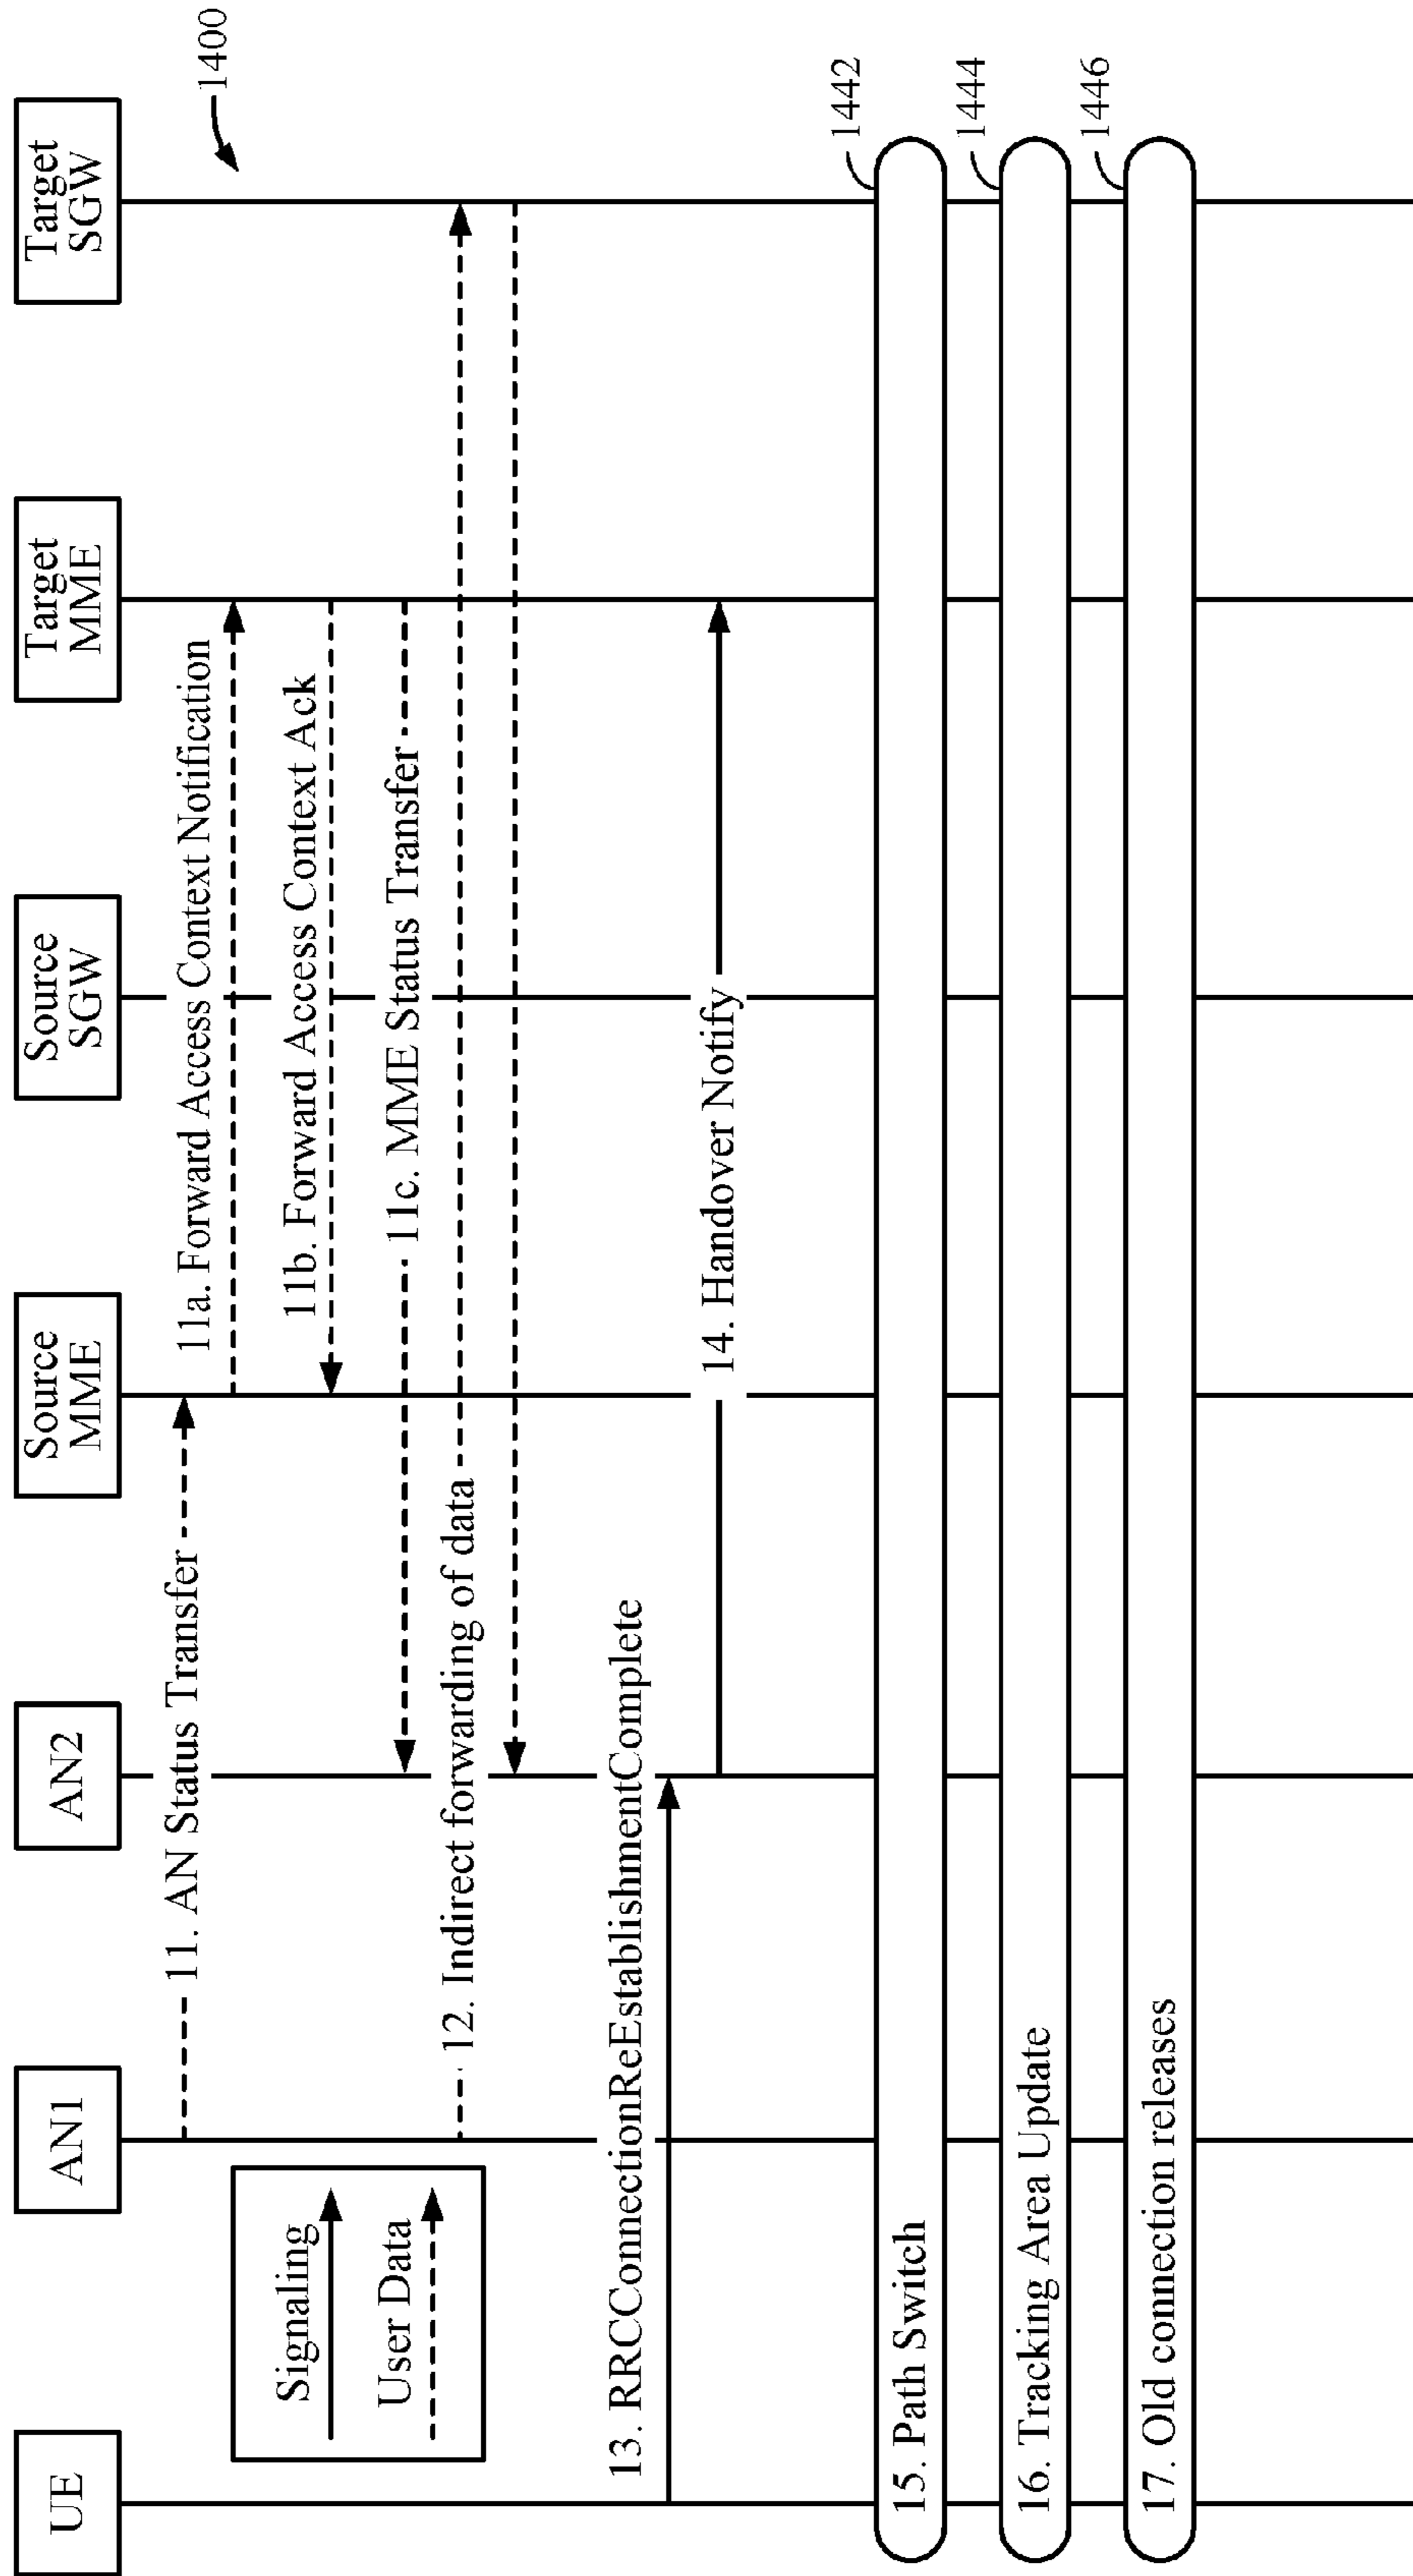 UE
AN1
AN2
Source
MME
Source
SGW
Target
MME
Target
SGW
1400
11. AN Status Transfer
11a. Forward Access Context Notification
Signaling
User Data
11b. Forward Access Context Ack
11c. MME Status Transfer
12. Indirect forwarding of data
13. RRCConnectionReEstablishmentComplete
14. Handover Notify
15. Path Switch
1442
16. Tracking Area Update
1444
17. Old connection releases
1446